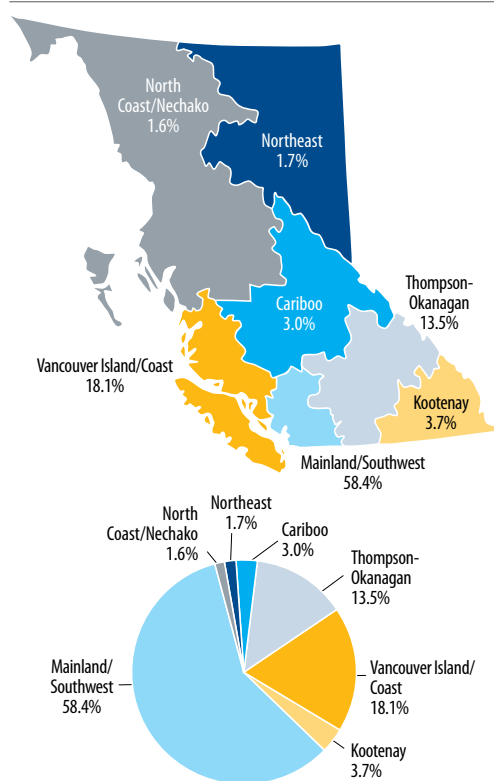 North
Coast/Nechako
1.6%
Northeast
1.7%
Cariboo
3.0%
Thompson-
Okanagan
13.5%
Vancouver Island/Coast
18.1%
Kootenay
3.7%
Mainland/Southwest
58.4%
North
Coast/Nechako
1.6%
Northeast
1.7%
Cariboo
3.0%
Thompson-
Okanagan
13.5%
Mainland/
Southwest
58.4%
Vancouver Island/
Coast
18.1%
Kootenay
3.7%